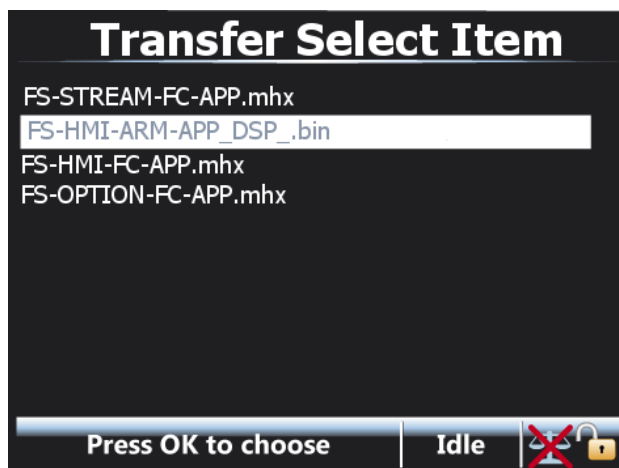 Transfer Select Item
FS-STREAM-FC-APP.mhx
FS-HMI-ARM-APP_DSP_.bin
FS-HMI-FC-APP.mhx
FS-OPTION-FC-APP.mhx
Press OK to choose Idle